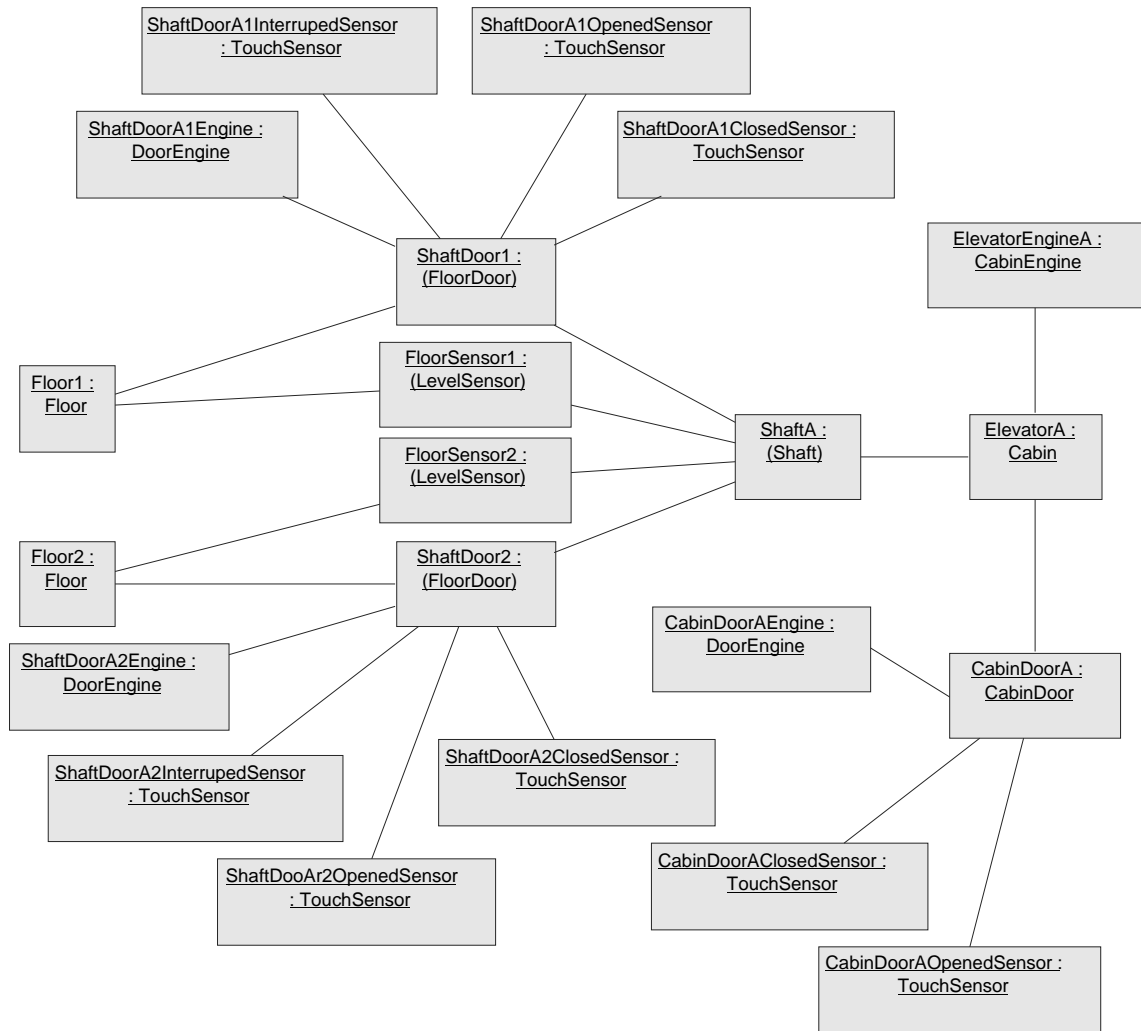 ShaftDoorA1InterrupedSensor
: TouchSensor
ShaftDoorA1OpenedSensor
: TouchSensor
ShaftDoorA1Engine :
DoorEngine
ShaftDoorA1ClosedSensor :
TouchSensor
ShaftDoor1 :
(FloorDoor)
ElevatorEngineA :
CabinEngine
FloorSensor1 :
(LevelSensor)
Floor1 :
Floor
ShaftA :
(Shaft)
ElevatorA :
Cabin
FloorSensor2 :
(LevelSensor)
Floor2 :
Floor
ShaftDoor2 :
(FloorDoor)
CabinDoorAEngine :
DoorEngine
ShaftDoorA2Engine :
DoorEngine
CabinDoorA :
CabinDoor
ShaftDoorA2InterrupedSensor
: TouchSensor
ShaftDoorA2ClosedSensor :
TouchSensor
ShaftDooAr2OpenedSensor
: TouchSensor
CabinDoorAClosedSensor :
TouchSensor
CabinDoorAOpenedSensor :
TouchSensor